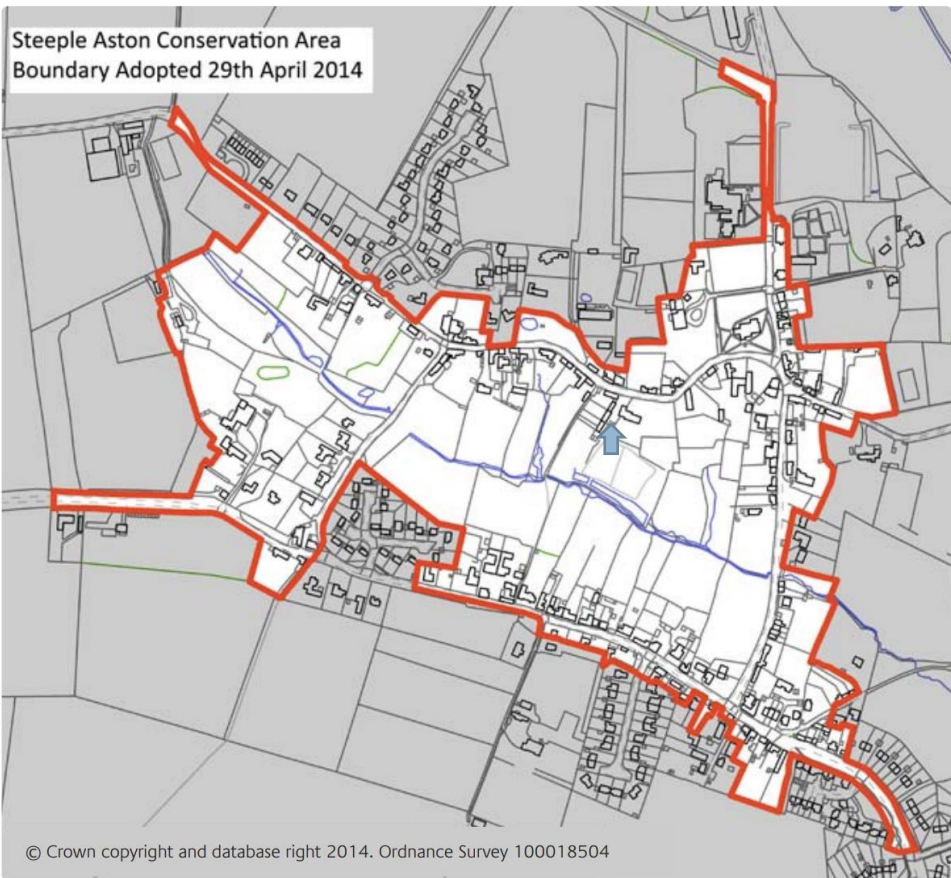 Steeple Aston Conservation Area
Boundary Adopted 29th April 2014
© Crown copyright and database right 2014. Ordnance Survey 100018504